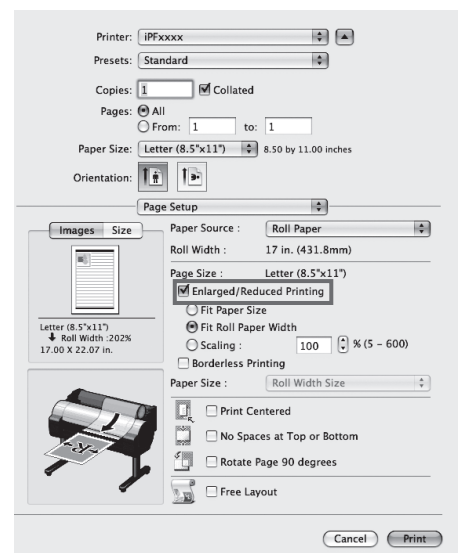 Printer: iPFxxxx
Presets: Standard
Copies: 1 Collated
Pages: All
From: 1 to: 1
Paper Size: Letter (8.5"x11") 8.50 by 11.00 inches
Orientation:
Page Setup
Images Size
Paper Source : Roll Paper
Roll Width : 17 in. (431.8mm)
Page Size : Letter (8.5"x11")
Enlarged/Reduced Printing
Fit Paper Size
Fit Roll Paper Width
Scaling : 100 % (5 - 600)
Borderless Printing
Paper Size : Roll Width Size
Letter (8.5"x11")
Roll Width :202%
17.00 X 22.07 in.
R
Print Centered
No Spaces at Top or Bottom
Rotate Page 90 degrees
Free Layout
Cancel Print